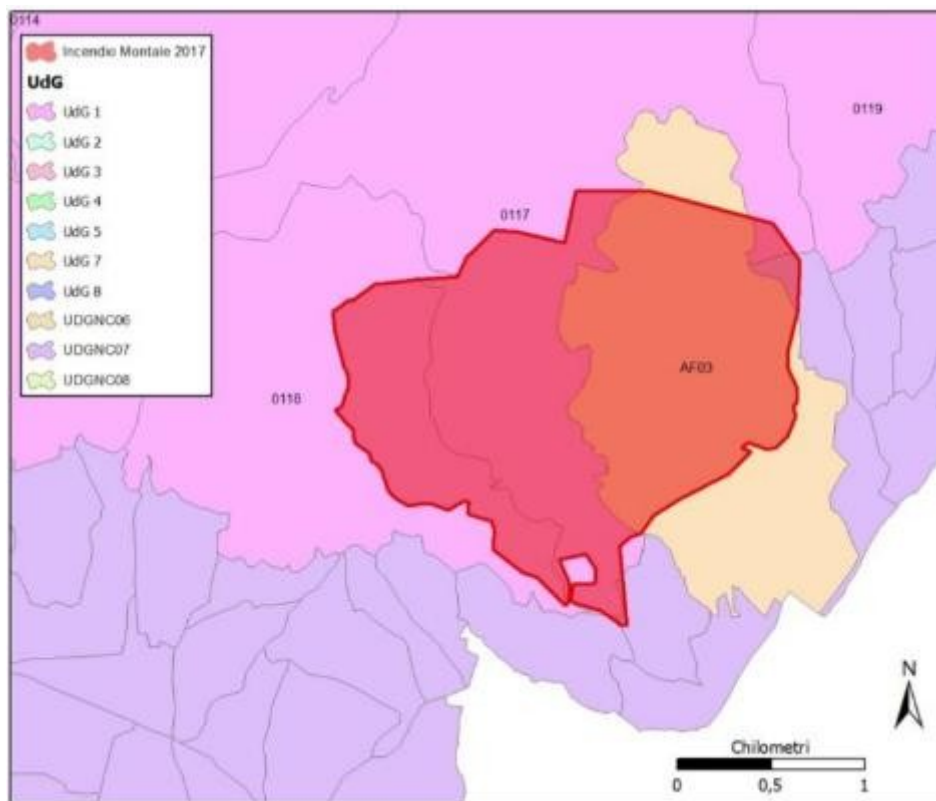 0114
Incendio Montale 2017
UdG
UdG 1
UdG 2
UdG 3
UdG 4
UdG 5
UdG 7
UdG 8
UDGNC06
UDGNC07
UDGNC08
0119
0117
AF03
0118
N
Chilometri
0 0,5 1